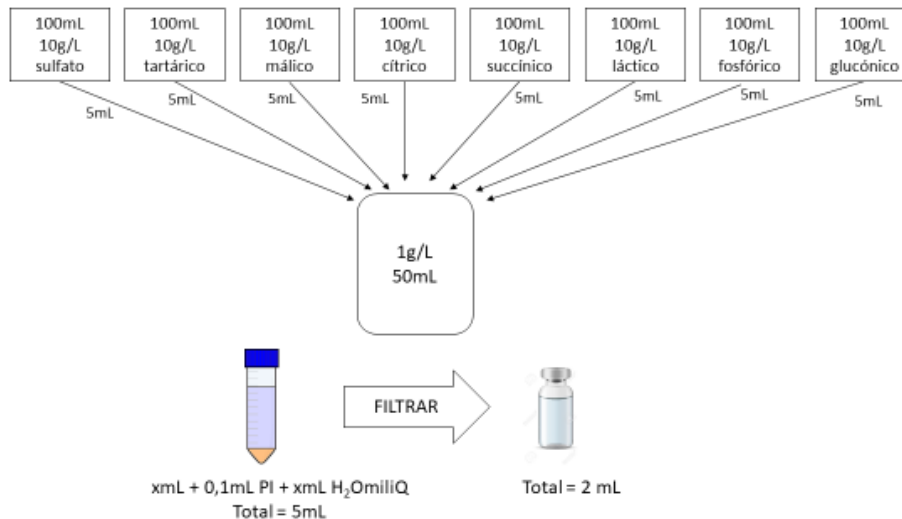 100mL
10g/L
sulfato
100mL
10g/L
tartárico
100mL
10g/L
málico
100mL
10g/L
cítrico
100mL
10g/L
succínico
100mL
10g/L
láctico
100mL
10g/L
fosfórico
100mL
10g/L
glucónico
5mL
5mL
5mL
5mL
5mL
5mL
5mL
5mL
1g/L
50mL
FILTRAR
xmL + 0,1mL PI + xmL H₂OmiliQ
Total = 5mL
Total = 2 mL